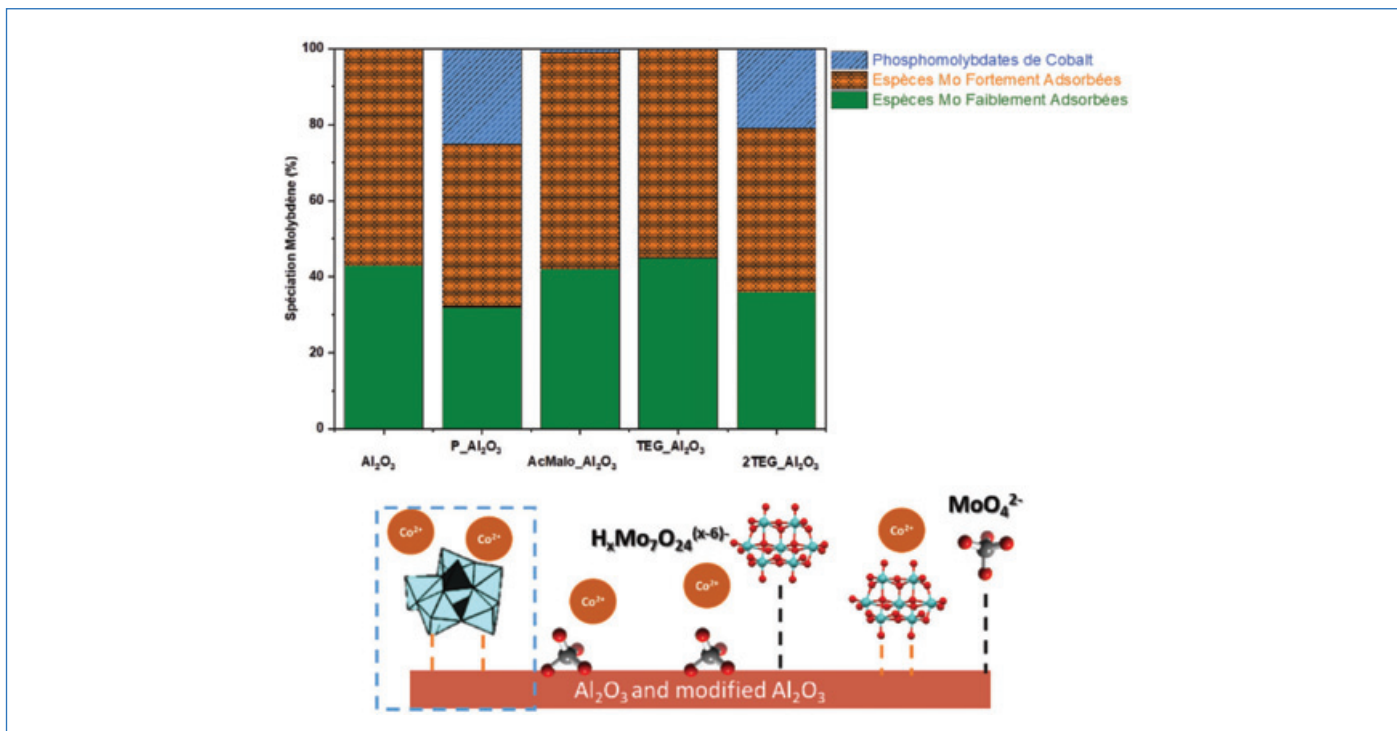 100
80
60
40
20
0
Spéciation Molybdène (%)
Phosphomolybdates de Cobalt
Espèces Mo Fortement Adsorbées
Espèces Mo Faiblement Adsorbées
Al₂O₃
P_Al₂O₃
AcMalo_Al₂O₃
TEG_Al₂O₃
2TEG_Al₂O₃
Co²⁺
Co²⁺
Co²⁺
HₓMo₇O₂₄⁽ˣ⁻⁶⁾⁻
Co²⁺
Co²⁺
MoO₄²⁻
Al₂O₃ and modified Al₂O₃